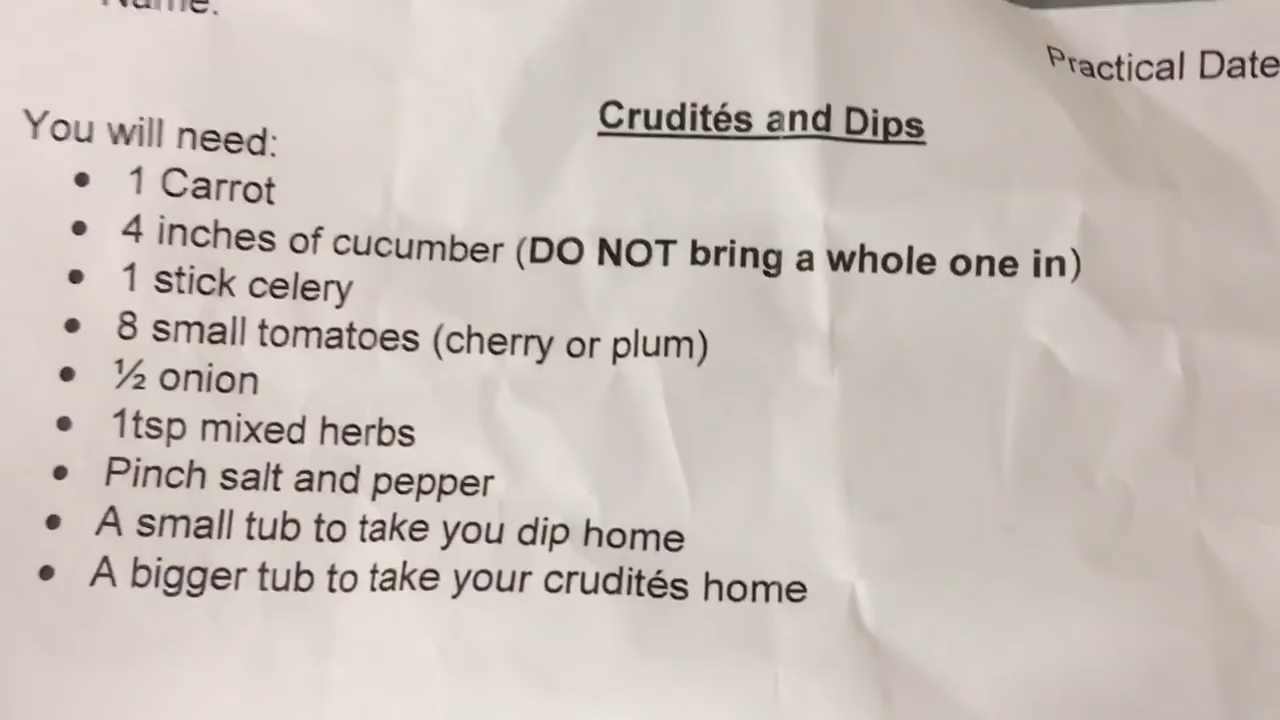 Name:
Practical Date
Crudités and Dips
You will need:
• 1 Carrot
• 4 inches of cucumber (DO NOT bring a whole one in)
• 1 stick celery
• 8 small tomatoes (cherry or plum)
• ½ onion
• 1tsp mixed herbs
• Pinch salt and pepper
• A small tub to take you dip home
• A bigger tub to take your crudités home